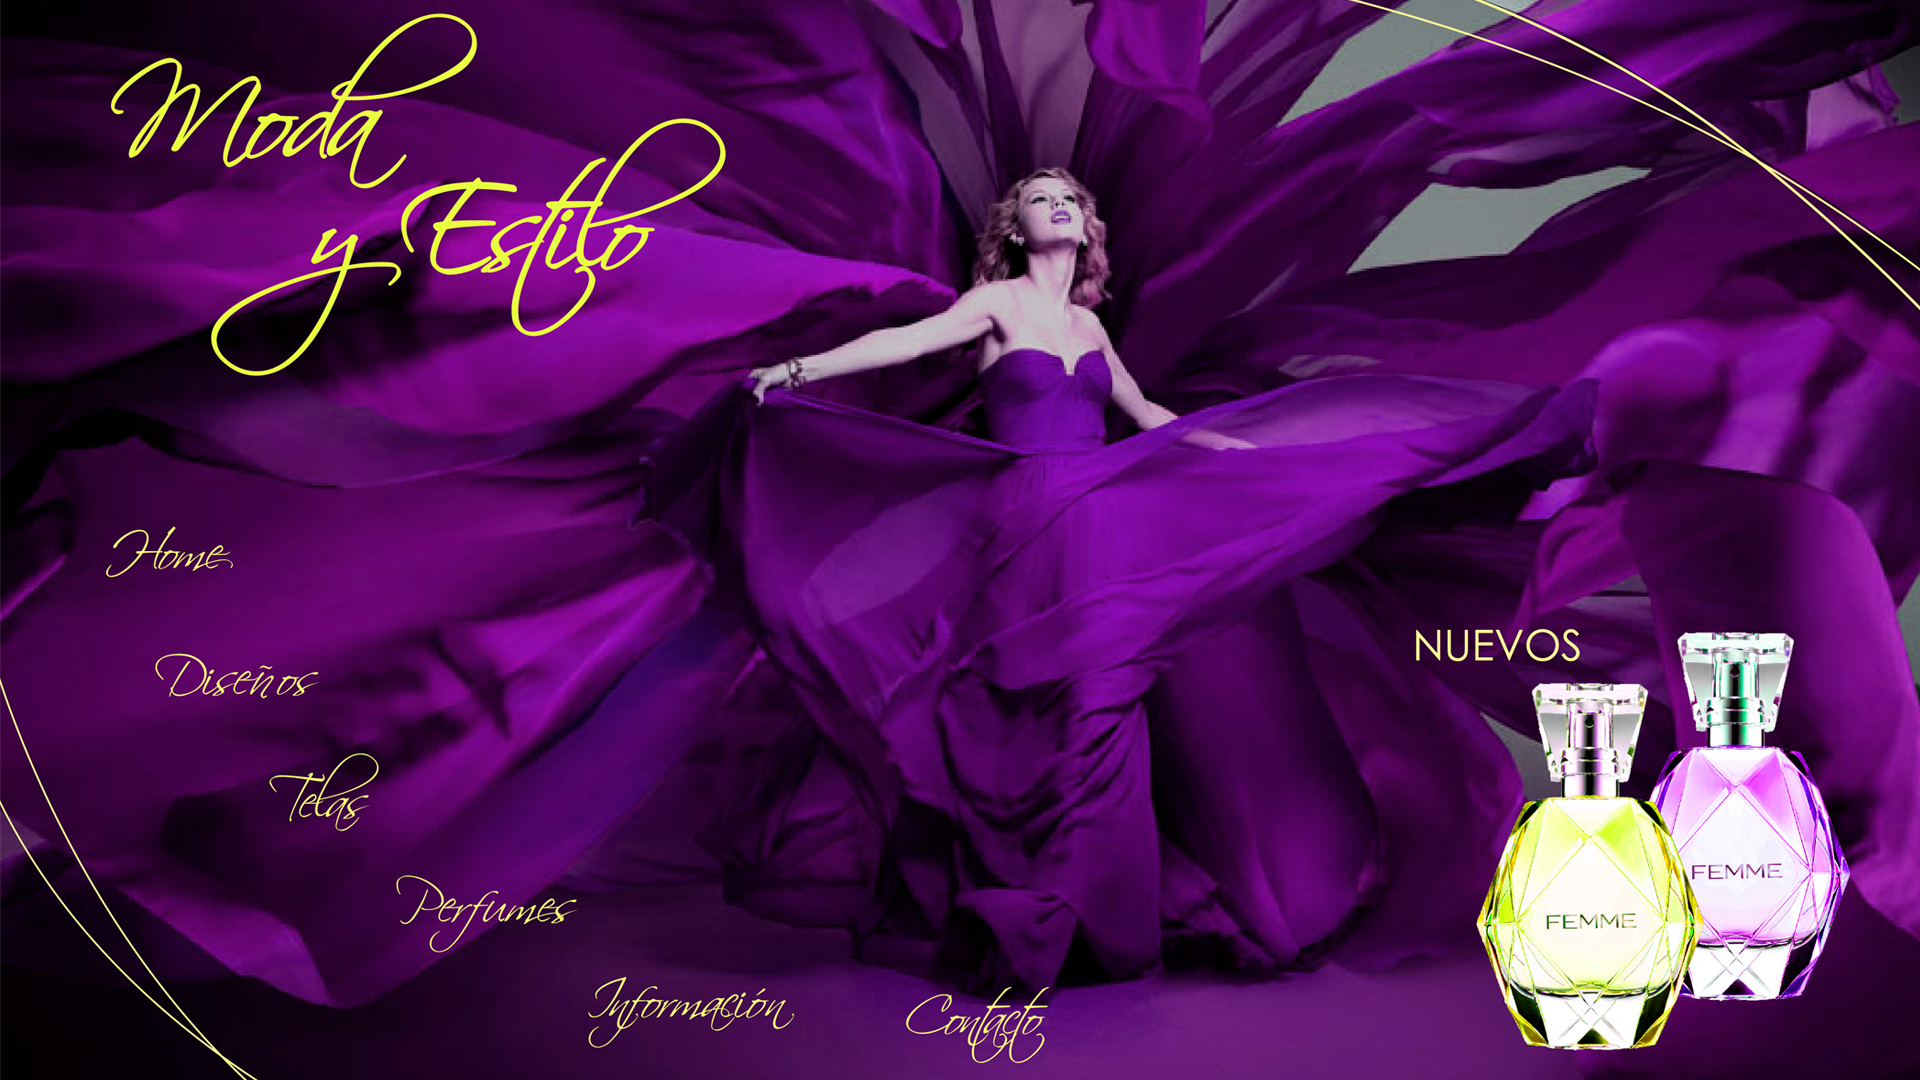 Moda
y Estilo
Home
Diseños
Telas
Perfumes
Información
Contacto
NUEVOS
FEMME
FEMME